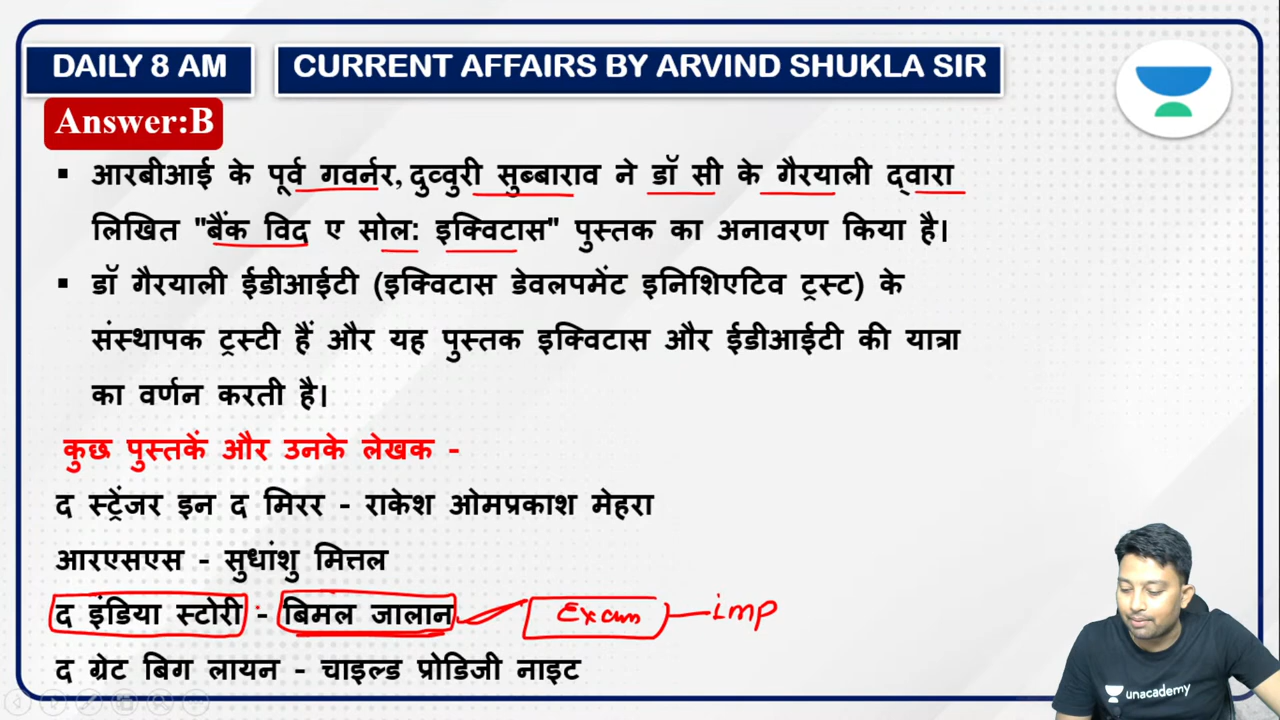 DAILY 8 AM
CURRENT AFFAIRS BY ARVIND SHUKLA SIR
Answer:B
▪ आरबीआई के पूर्व गवर्नर, दुव्वुरी सुब्बाराव ने डॉ सी के गैरयाली द्वारा
लिखित "बैंक विद ए सोल: इक्विटास" पुस्तक का अनावरण किया है।
▪ डॉ गैरयाली ईडीआईटी (इक्विटास डेवलपमेंट इनिशिएटिव ट्रस्ट) के
संस्थापक ट्रस्टी हैं और यह पुस्तक इक्विटास और ईडीआईटी की यात्रा
का वर्णन करती है।
कुछ पुस्तकें और उनके लेखक -
द स्ट्रेंजर इन द मिरर - राकेश ओमप्रकाश मेहरा
आरएसएस - सुधांशु मित्तल
द इंडिया स्टोरी - बिमल जालान Exam imp
द ग्रेट बिग लायन - चाइल्ड प्रोडिजी नाइट
unacademy